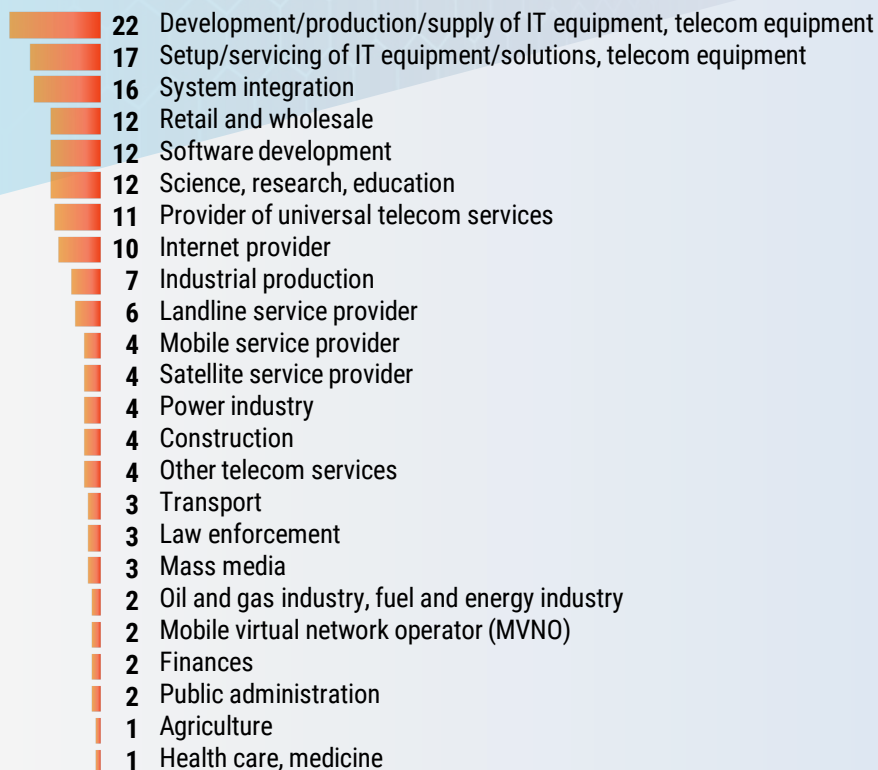 22 Development/production/supply of IT equipment, telecom equipment
17 Setup/servicing of IT equipment/solutions, telecom equipment
16 System integration
12 Retail and wholesale
12 Software development
12 Science, research, education
11 Provider of universal telecom services
10 Internet provider
7 Industrial production
6 Landline service provider
4 Mobile service provider
4 Satellite service provider
4 Power industry
4 Construction
4 Other telecom services
3 Transport
3 Law enforcement
3 Mass media
2 Oil and gas industry, fuel and energy industry
2 Mobile virtual network operator (MVNO)
2 Finances
2 Public administration
1 Agriculture
1 Health care, medicine